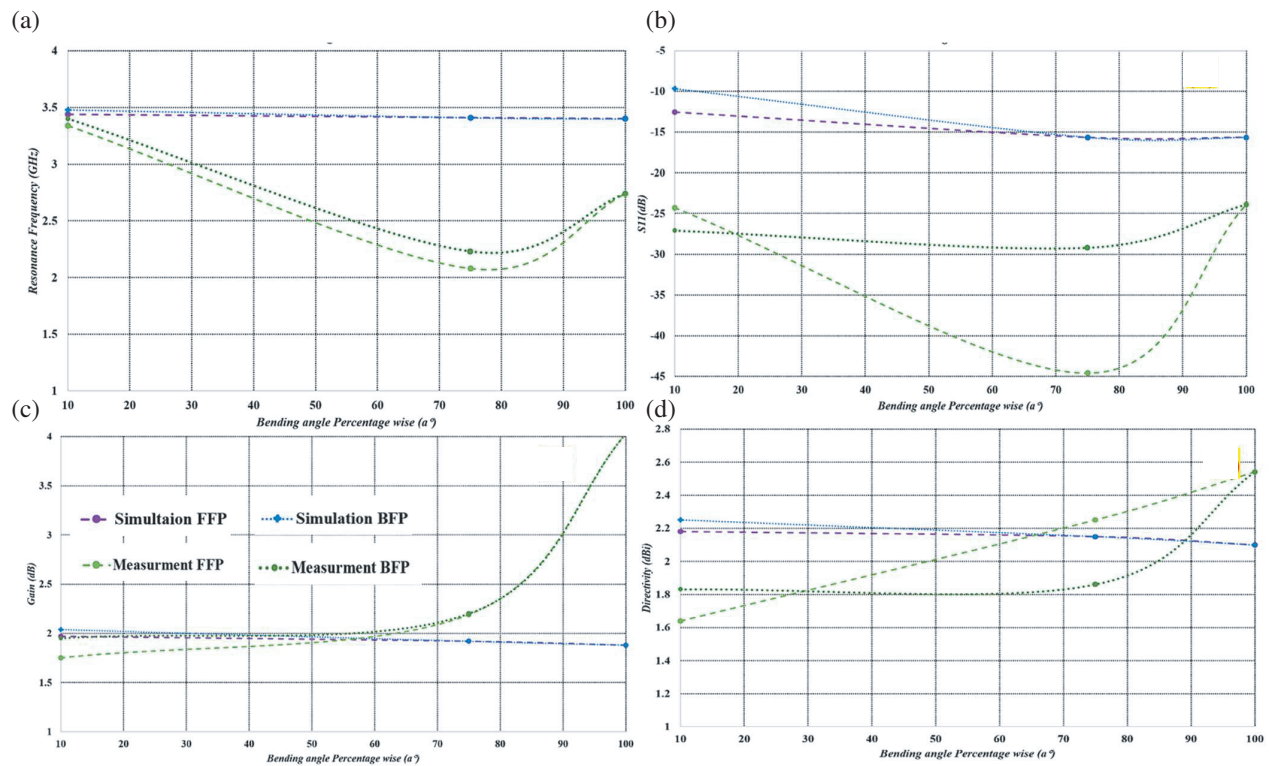 (a)
4
3.5
3
2.5
2
1.5
1
Resonance Frequency (GHz)
10 20 30 40 50 60 70 80 90 100
Bending angle Percentage wise (a°)
(b)
-5
-10
-15
-20
-25
-30
-35
-40
-45
S11(dB)
10 20 30 40 50 60 70 80 90 100
Bending angle Percentage wise (a°)
(c)
4
3.5
3
2.5
2
1.5
1
Gain (dB)
Simultaion FFP
Simulation BFP
Measurment FFP
Measurment BFP
10 20 30 40 50 60 70 80 90 100
Bending angle Percentage wise (a°)
(d)
2.8
2.6
2.4
2.2
2
1.8
1.6
1.4
1.2
1
Directivity (dBi)
10 20 30 40 50 60 70 80 90 100
Bending angle Percentage wise (a°)